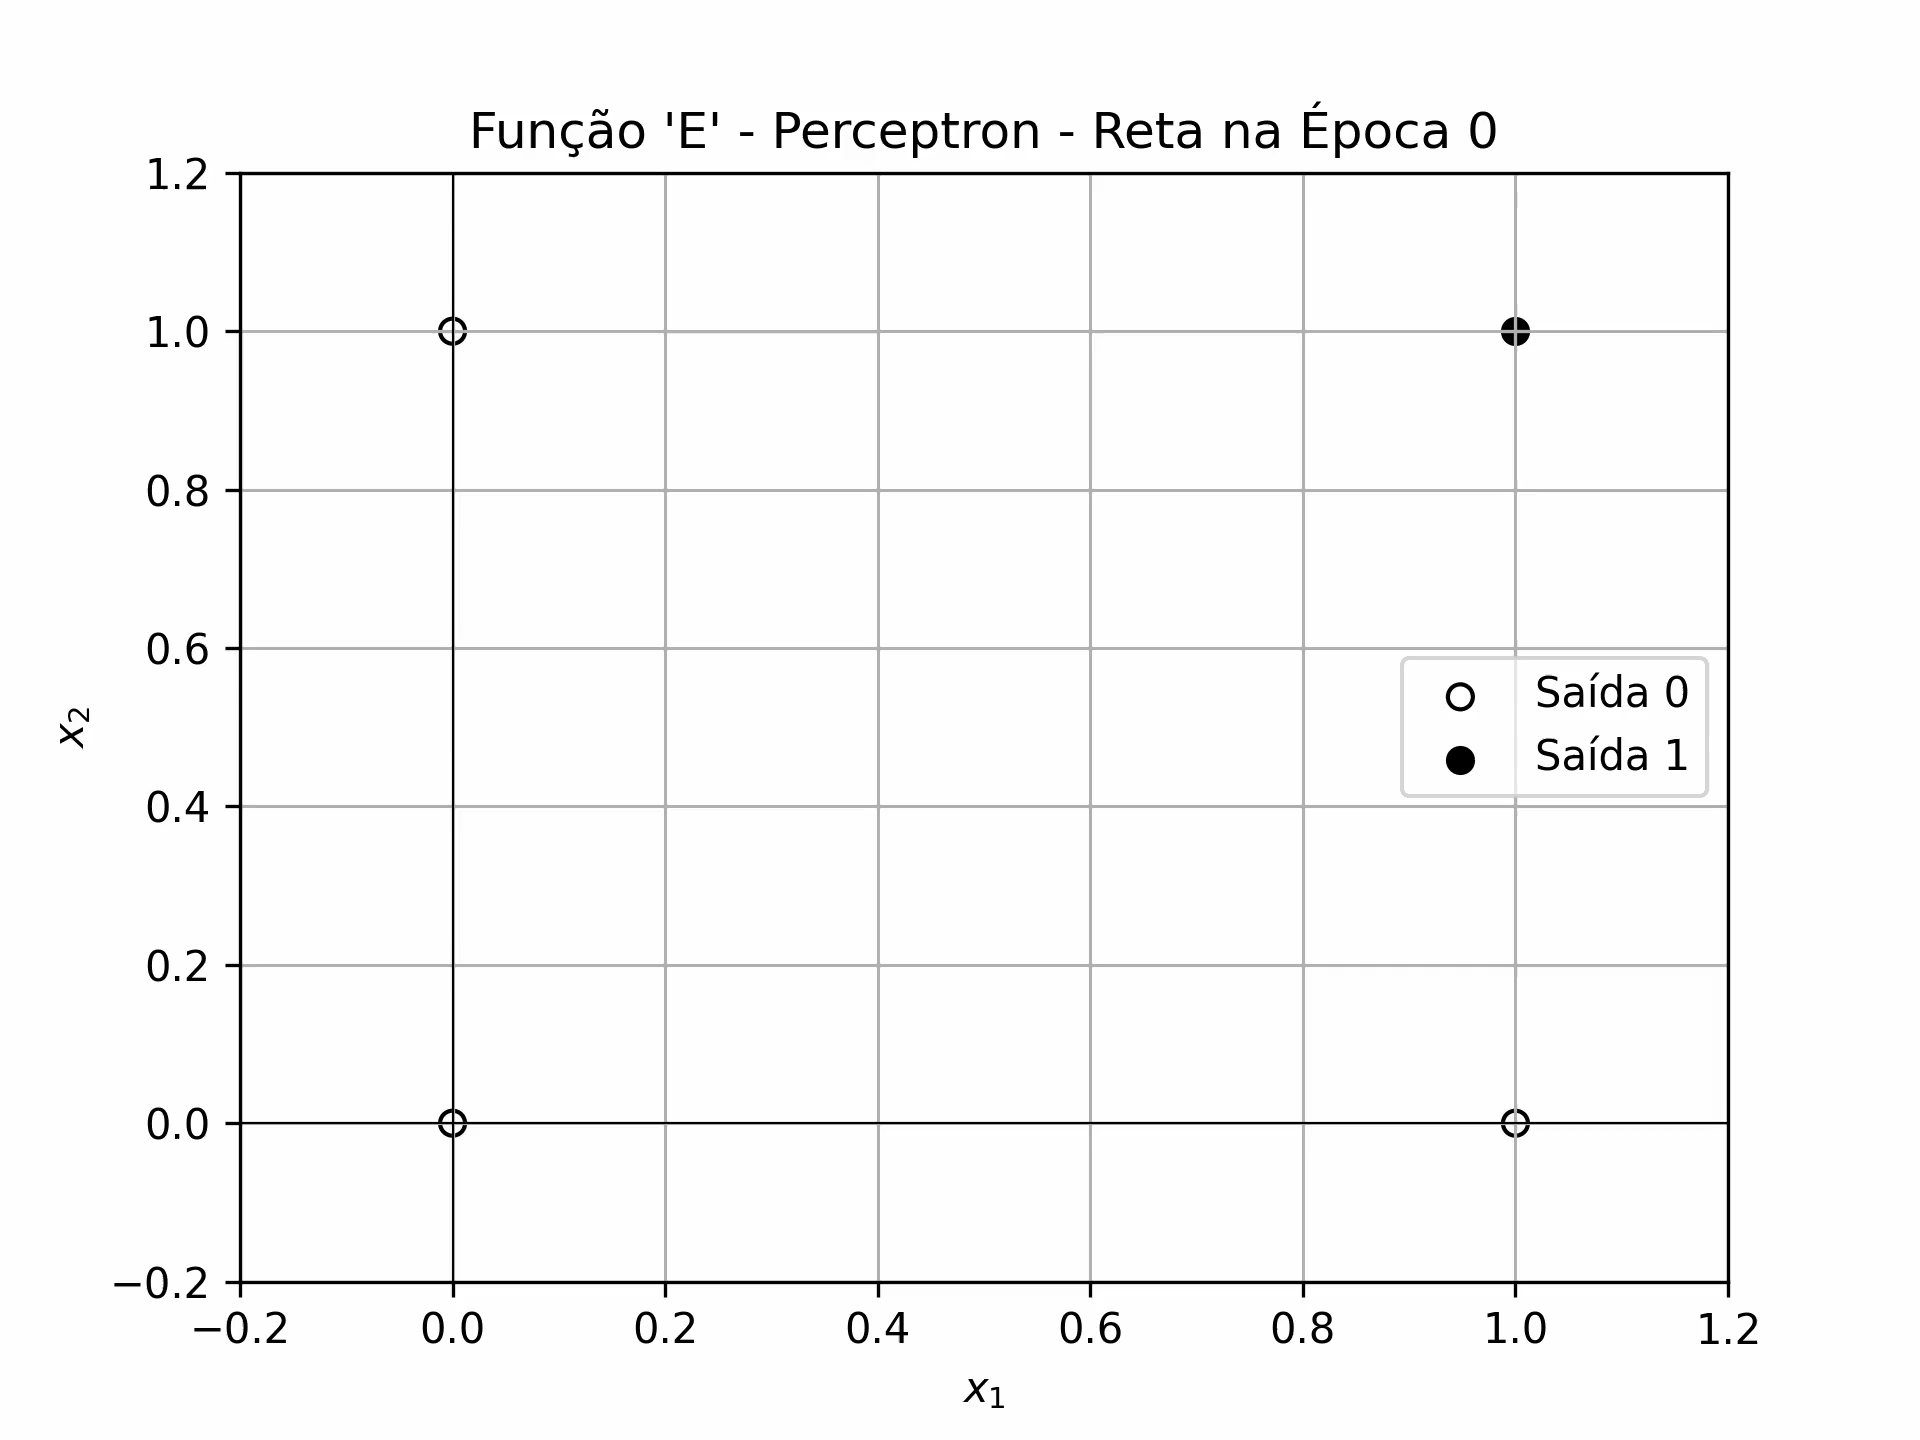 Função 'E' - Perceptron - Reta na Época 0
1.2
1.0
0.8
0.6
0.4
0.2
0.0
−0.2
x₂
Saída 0
Saída 1
−0.2 0.0 0.2 0.4 0.6 0.8 1.0 1.2
x₁